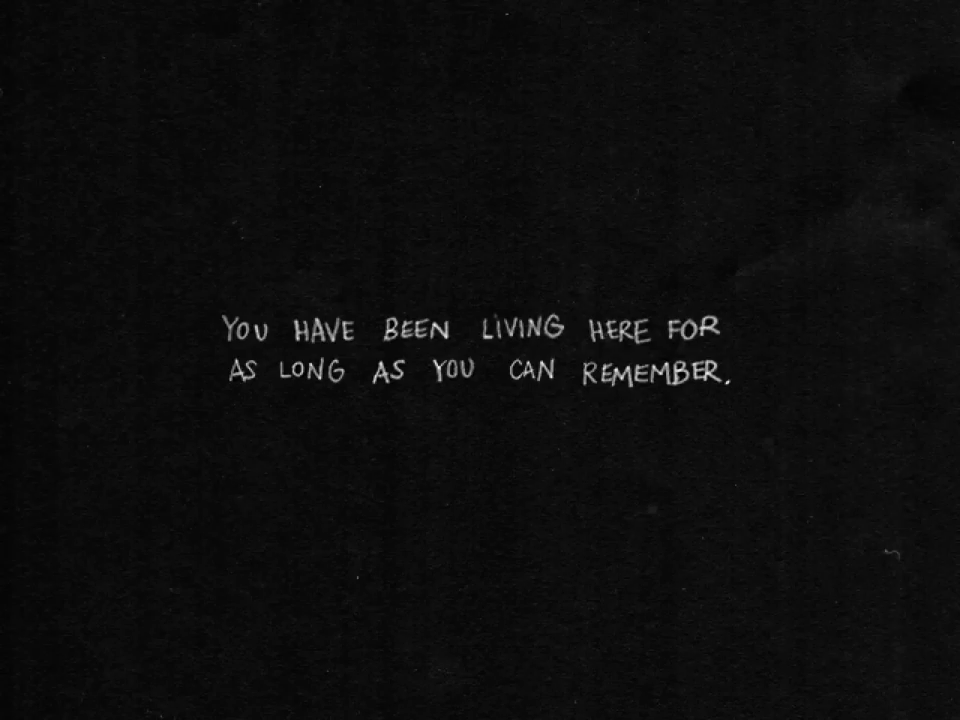 YOU HAVE BEEN LIVING HERE FOR
AS LONG AS YOU CAN REMEMBER.